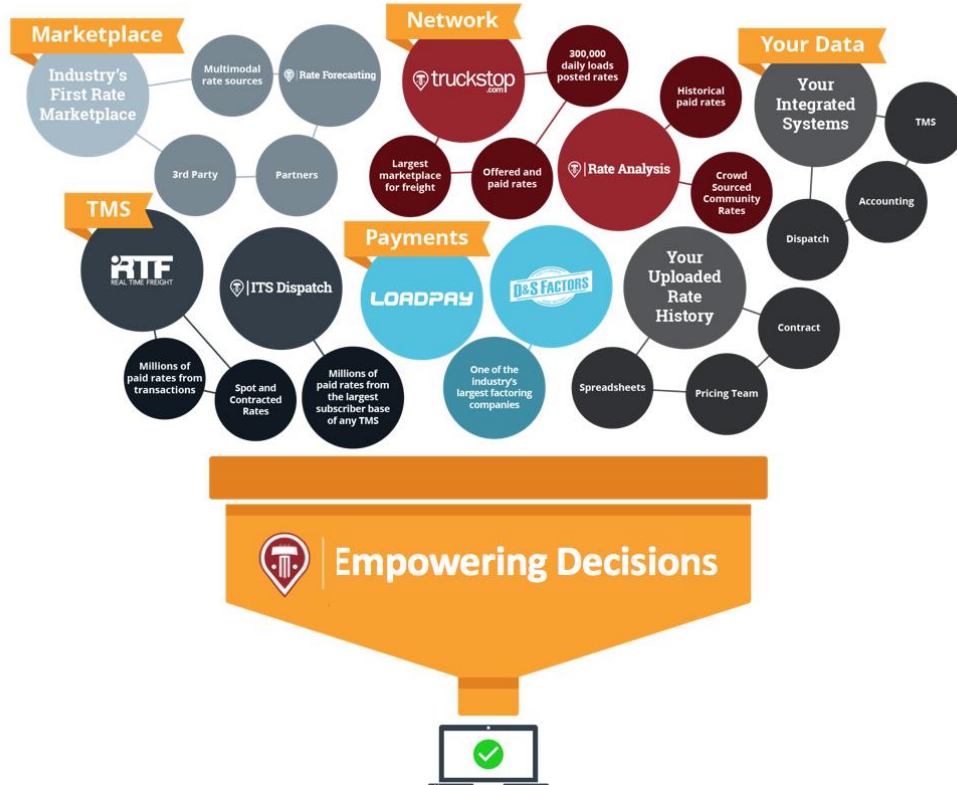 Marketplace
Industry's
First Rate
Marketplace
Multimodal
rate sources
Rate Forecasting
3rd Party
Partners
Network
truckstop
.com
300,000
daily loads
posted rates
Largest
marketplace
for freight
Offered and
paid rates
Rate Analysis
Historical
paid rates
Crowd
Sourced
Community
Rates
Your Data
Your
Integrated
Systems
TMS
Accounting
Dispatch
TMS
RTF
REAL TIME FREIGHT
ITS Dispatch
Millions of
paid rates from
transactions
Spot and
Contracted
Rates
Millions of
paid rates from
the largest
subscriber base
of any TMS
Payments
LOADPAY
D&S FACTORS
One of the
industry's
largest factoring
companies
Your
Uploaded
Rate
History
Contract
Spreadsheets
Pricing Team
Empowering Decisions